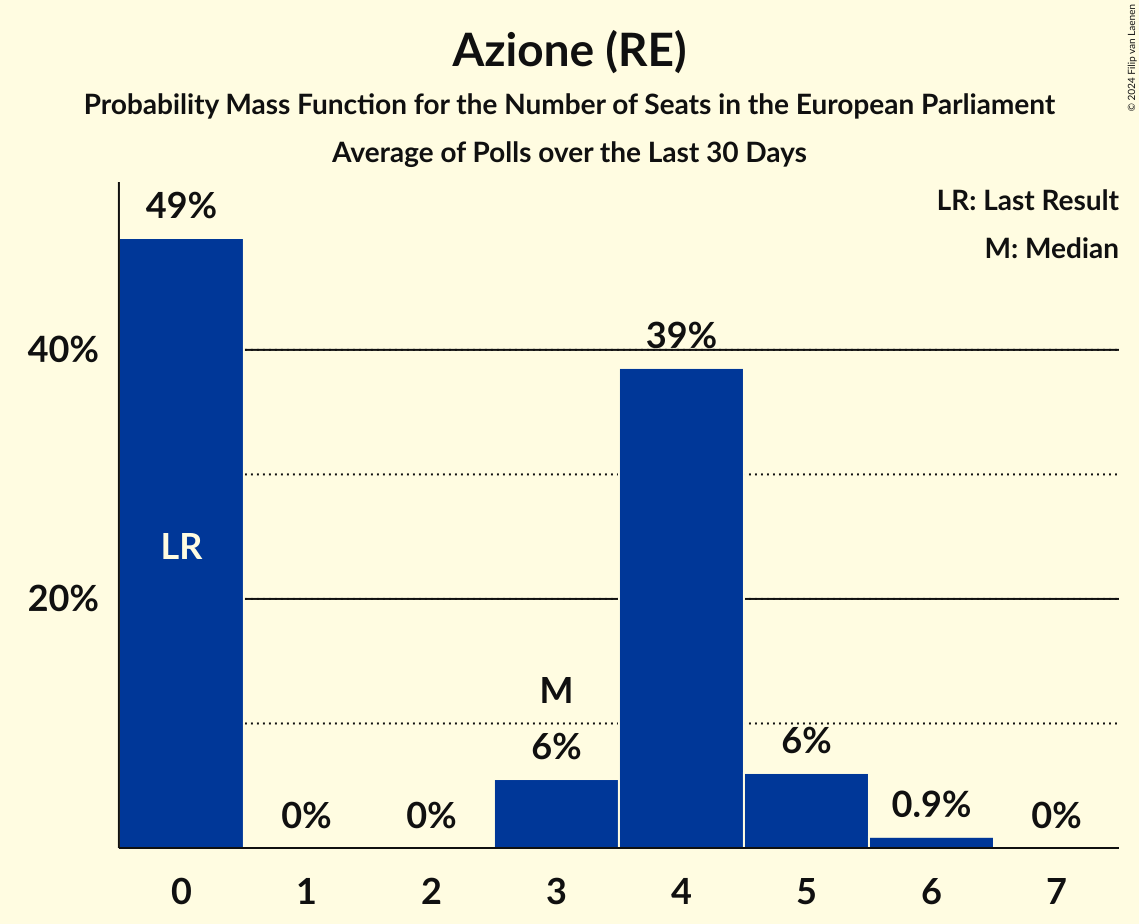 Azione (RE)
Probability Mass Function for the Number of Seats in the European Parliament
Average of Polls over the Last 30 Days
© 2024 Filip van Laenen
LR: Last Result
M: Median
49%
39%
40%
LR
20%
M
6%
6%
0%
0%
0.9%
0%
0 1 2 3 4 5 6 7